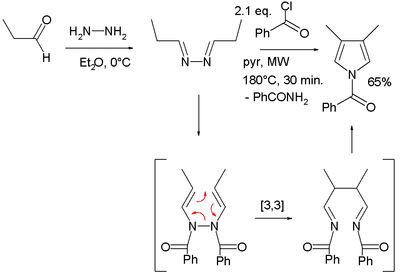 O
H
H₂N–NH₂
Et₂O, 0°C
N–N
2.1 eq.
Cl
Ph
O
pyr, MW
180°C, 30 min.
- PhCONH₂
N
Ph
O
65%
[3,3]
N
N
O
O
Ph
Ph
N
N
O
O
Ph
Ph